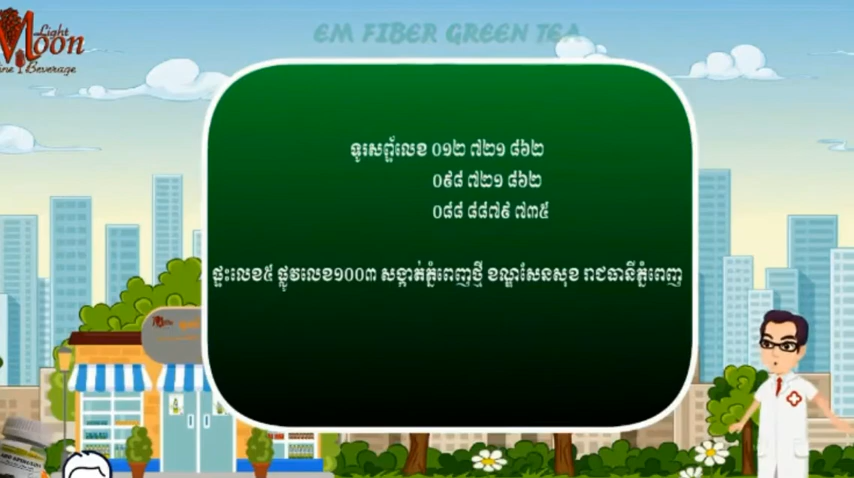 EM FIBER GREEN TEA
Light
Moon
ine Beverage
ទូរសព្ទ័លេខ ០១២ ៧២១ ៨៦២
០៩៨ ៧២១ ៨៦២
០៨៨ ៨៨៧៩ ៧៣៥
ផ្ទះលេខ៥ ផ្លូវលេខ១០០៣ សង្កាត់ភ្នំពេញថ្មី ខណ្ឌសែនសុខ រាជធានីភ្នំពេញ